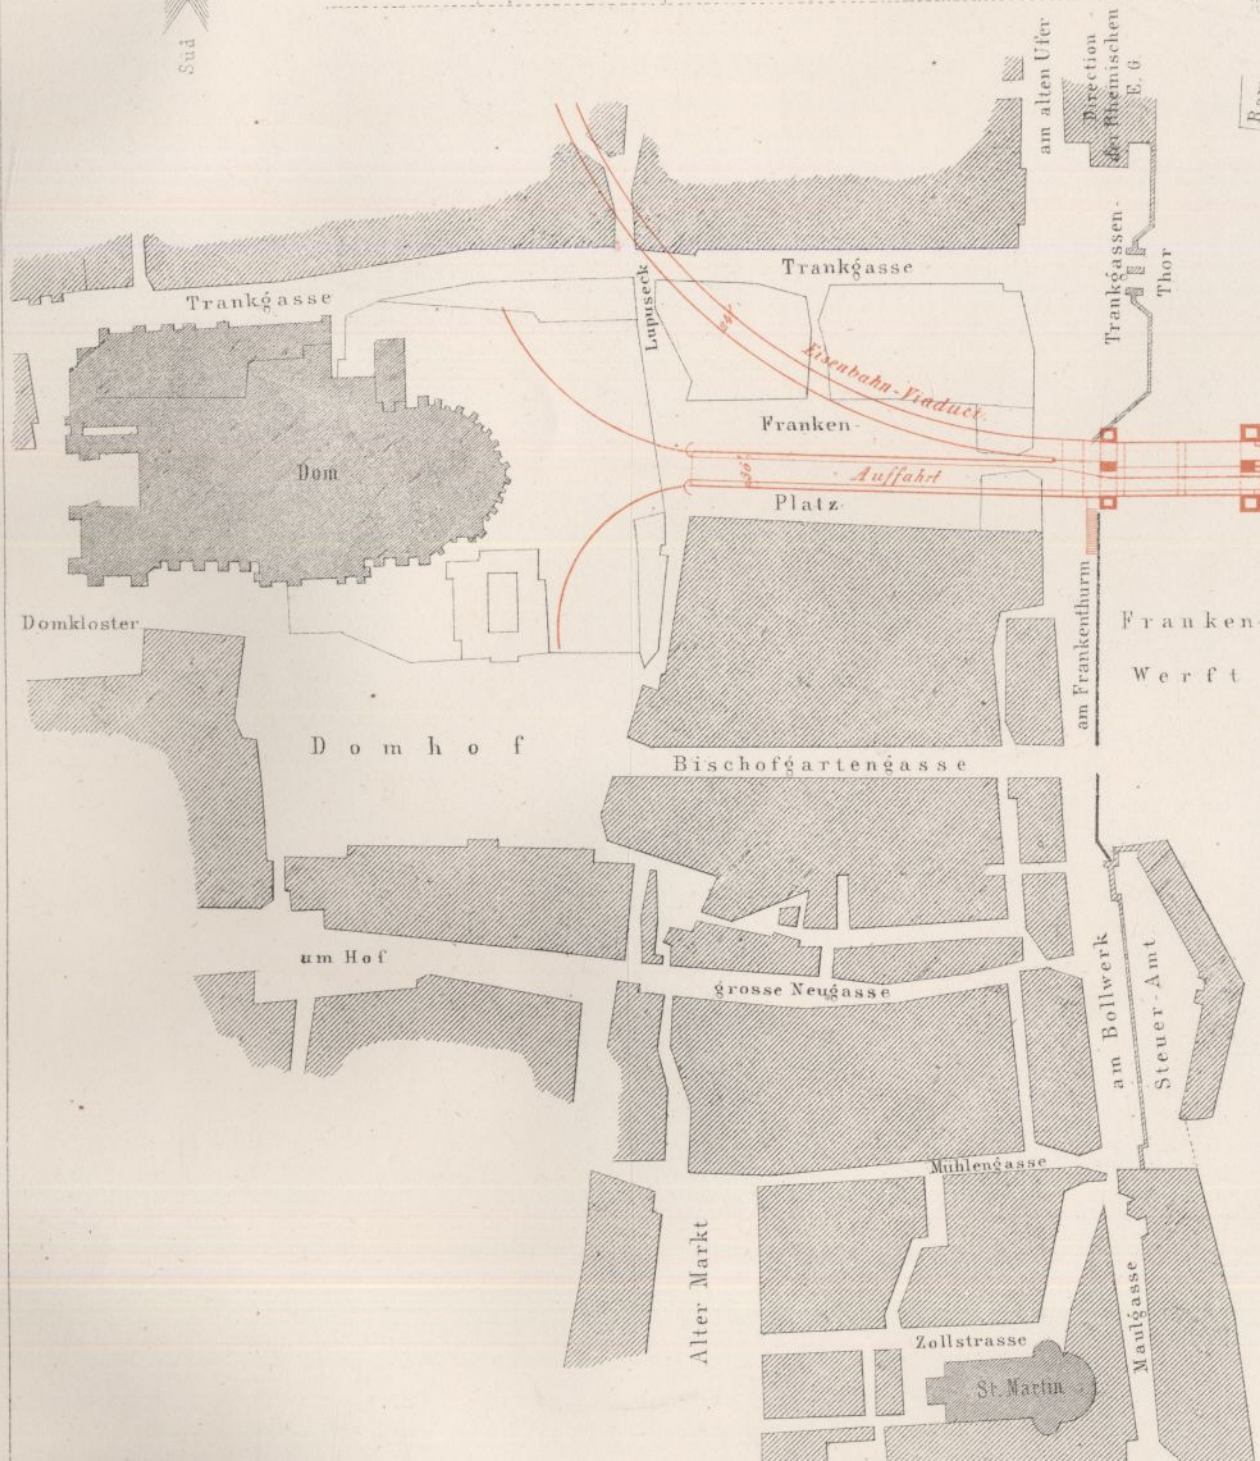 Süd
am alten Ufer
Direction
der Rheinischen
E. G.
Trankgasse
Trankgasse
Lupuseck
Trankgassen-
Thor
24'
Eisenbahn-Viaduct.
Franken-
Dom
36'
Auffahrt
Platz
Domkloster
am Frankenthurm
Franken-
Werft
Domhof
Bischofgartengasse
um Hof
grosse Neugasse
am Bollwerk
Steuer-Amt
Mühlengasse
Alter Markt
Maulgasse
Zollstrasse
St. Martin